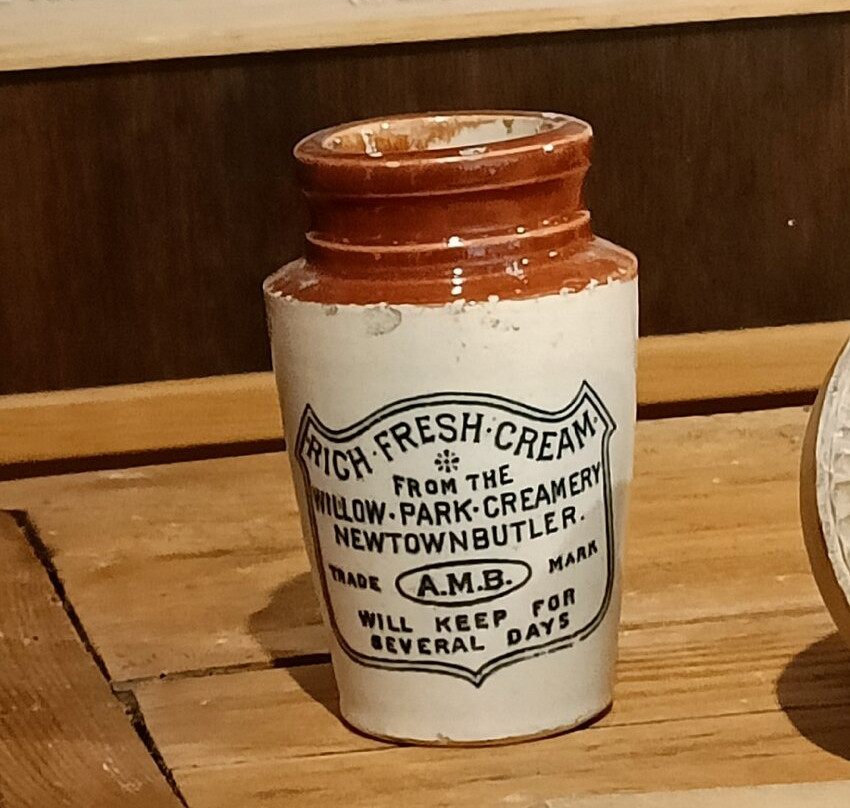 RICH·FRESH·CREAM
FROM THE
WILLOW·PARK·CREAMERY
NEWTOWNBUTLER.
TRADE A.M.B. MARK
WILL KEEP FOR
SEVERAL DAYS